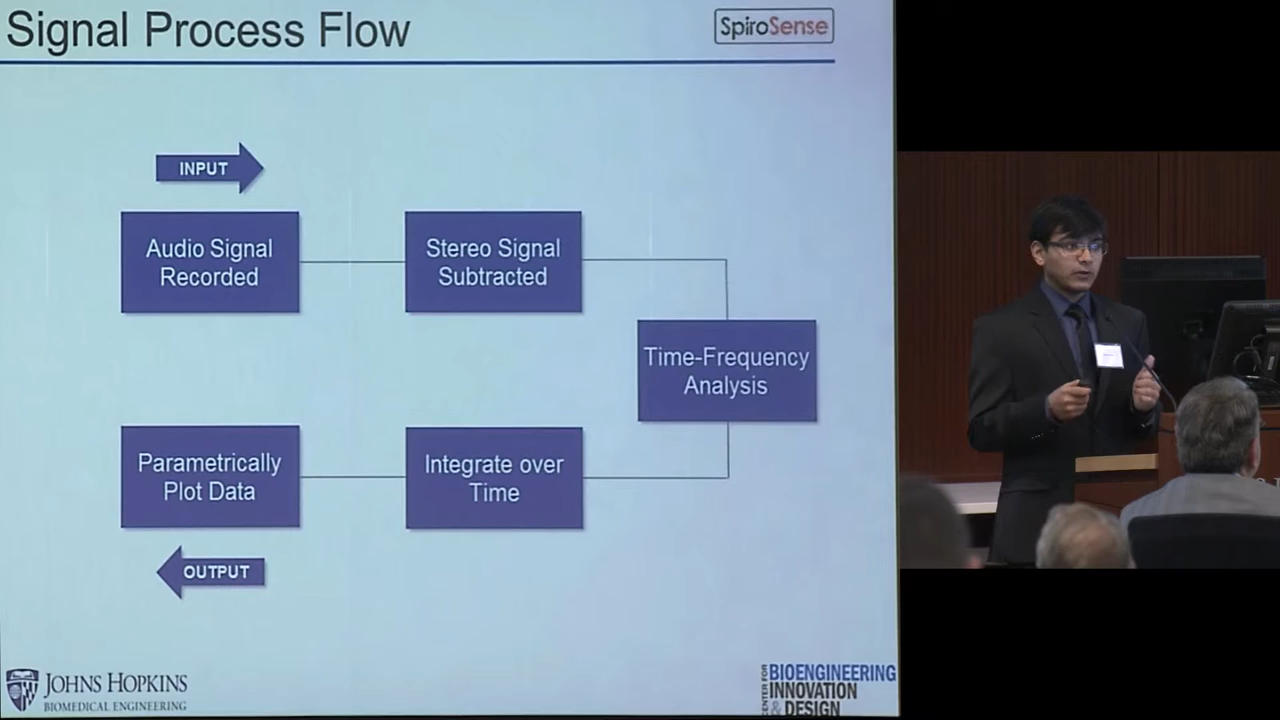 Signal Process Flow
SpiroSense
INPUT
Audio Signal
Recorded
Stereo Signal
Subtracted
Time-Frequency
Analysis
Parametrically
Plot Data
Integrate over
Time
OUTPUT
JOHNS HOPKINS
BIOMEDICAL ENGINEERING
CENTER FOR
BIOENGINEERING
INNOVATION
& DESIGN